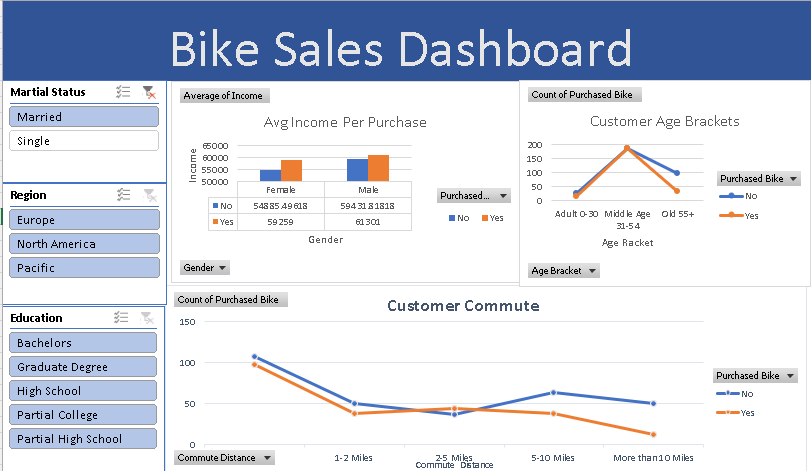 Bike Sales Dashboard
Martial Status
Married
Single
Region
Europe
North America
Pacific
Education
Bachelors
Graduate Degree
High School
Partial College
Partial High School
Average of Income
Avg Income Per Purchase
Income
65000
60000
55000
50000
Female Male
No 54885.49618 59431.81818
Yes 59259 61301
Gender
Purchased...
No Yes
Gender
Count of Purchased Bike
Customer Age Brackets
200
150
100
50
0
Adult 0-30 Middle Age Old 55+
31-54
Age Racket
Purchased Bike
No
Yes
Age Bracket
Count of Purchased Bike
Customer Commute
150
100
50
0
1-2 Miles 2-5 Miles 5-10 Miles More than 10 Miles
Commute Distance
Commute Distance
Purchased Bike
No
Yes